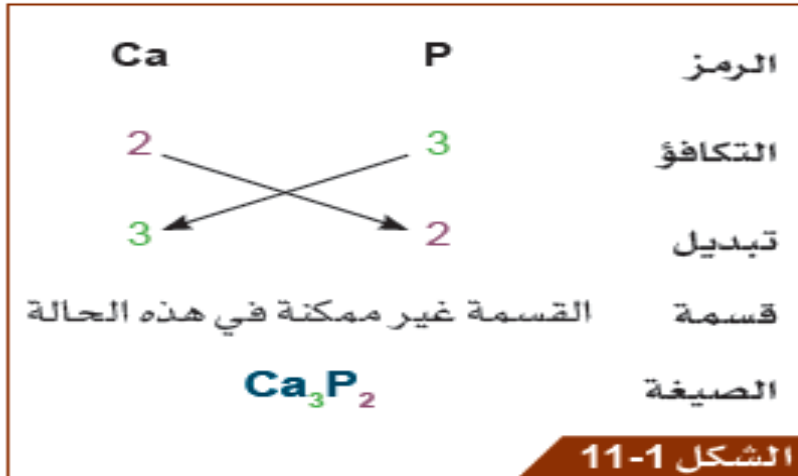 الرمز P Ca
التكافؤ 3 2
تبديل 2 3
قسمة القسمة غير ممكنة في هذه الحالة
الصيغة Ca₃P₂
الشكل 1-11